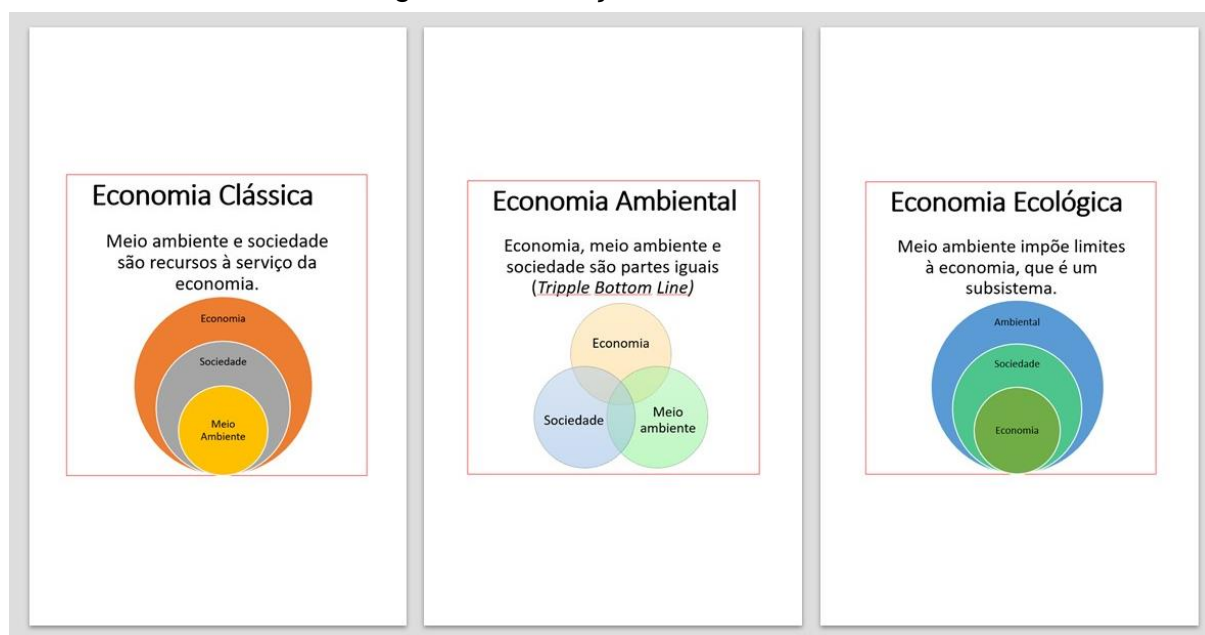 Economia Clássica
Meio ambiente e sociedade
são recursos à serviço da
economia.
Economia
Sociedade
Meio
Ambiente
Economia Ambiental
Economia, meio ambiente e
sociedade são partes iguais
(Tripple Bottom Line)
Economia
Sociedade
Meio
ambiente
Economia Ecológica
Meio ambiente impõe limites
à economia, que é um
subsistema.
Ambiental
Sociedade
Economia